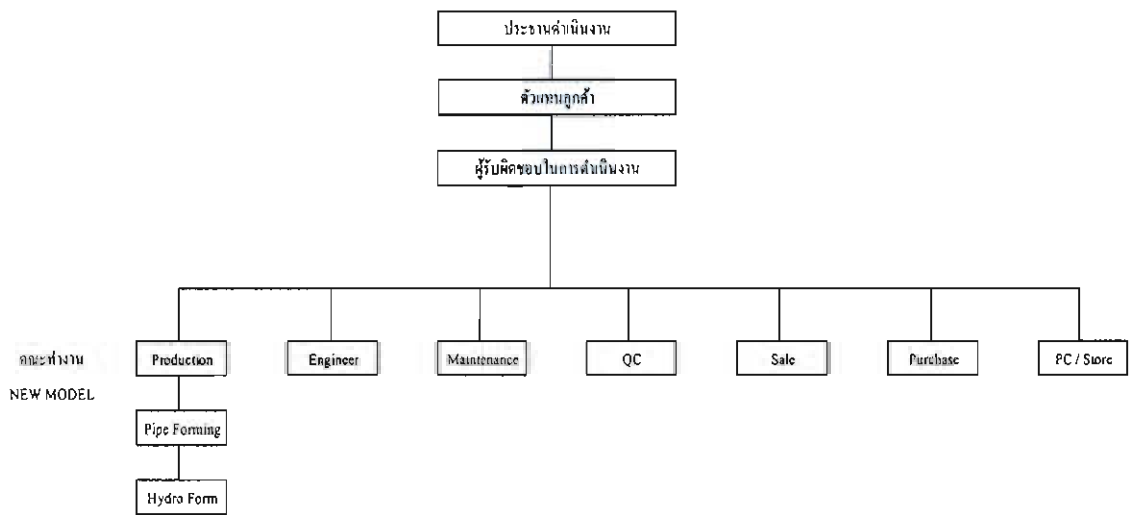 ประธานดำเนินงาน
ตัวแทนลูกค้า
ผู้รับผิดชอบในการดำเนินงาน
คณะทำงาน
NEW MODEL
Production
Engineer
Maintenance
QC
Sale
Purchase
PC / Store
Pipe Forming
Hydro Form